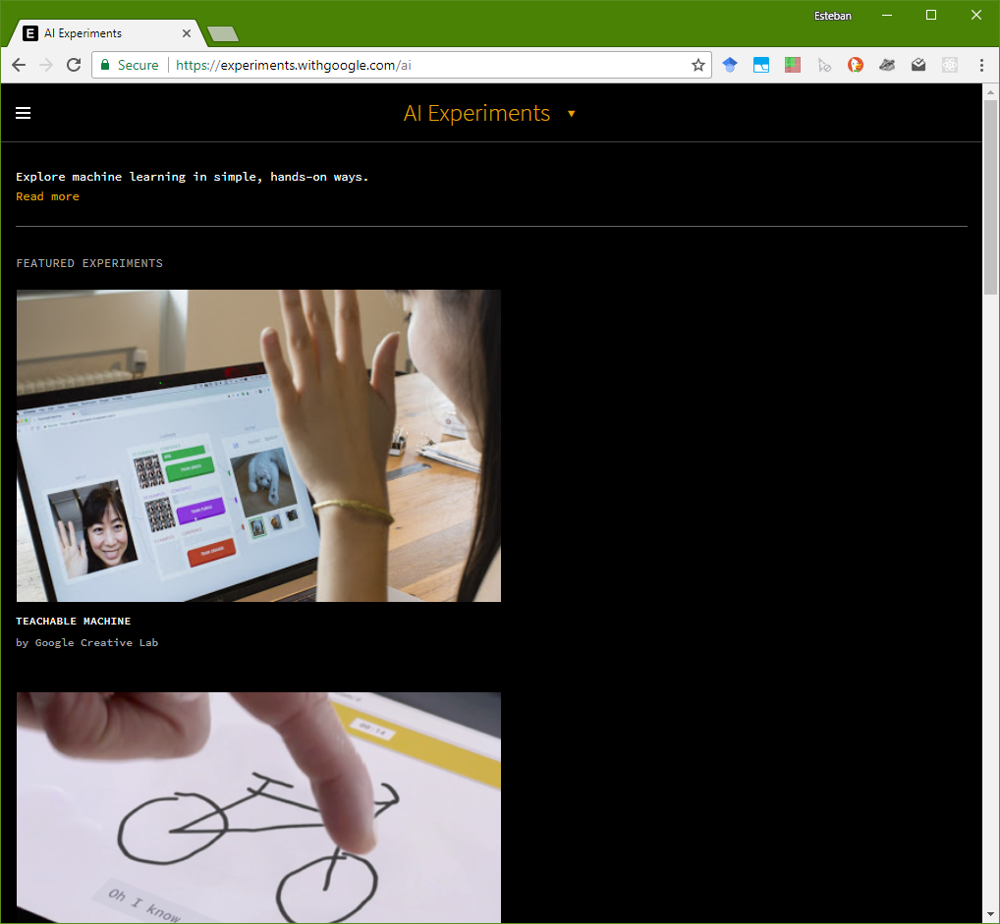 Esteban
AI Experiments
Secure
https://experiments.withgoogle.com/ai
AI Experiments
Explore machine learning in simple, hands-on ways.
Read more
FEATURED EXPERIMENTS
TEACHABLE MACHINE
by Google Creative Lab
Oh I know